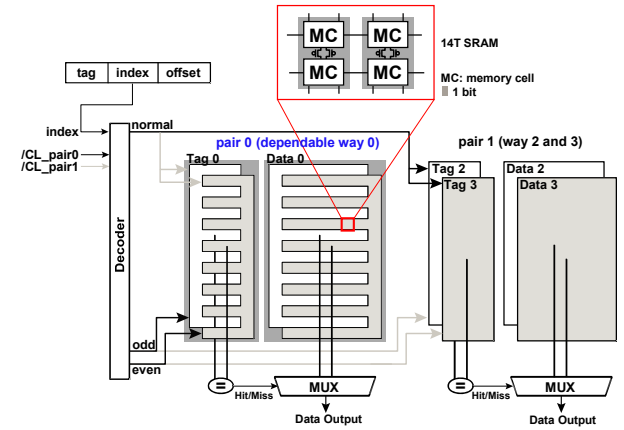 MC MC
MC MC
14T SRAM
MC: memory cell
1 bit
tag index offset
index
/CL_pair0
/CL_pair1
Decoder
normal
pair 0 (dependable way 0)
pair 1 (way 2 and 3)
Tag 0
Data 0
Tag 2
Data 2
Tag 3
Data 3
odd
even
=
Hit/Miss
MUX
Data Output
=
Hit/Miss
MUX
Data Output